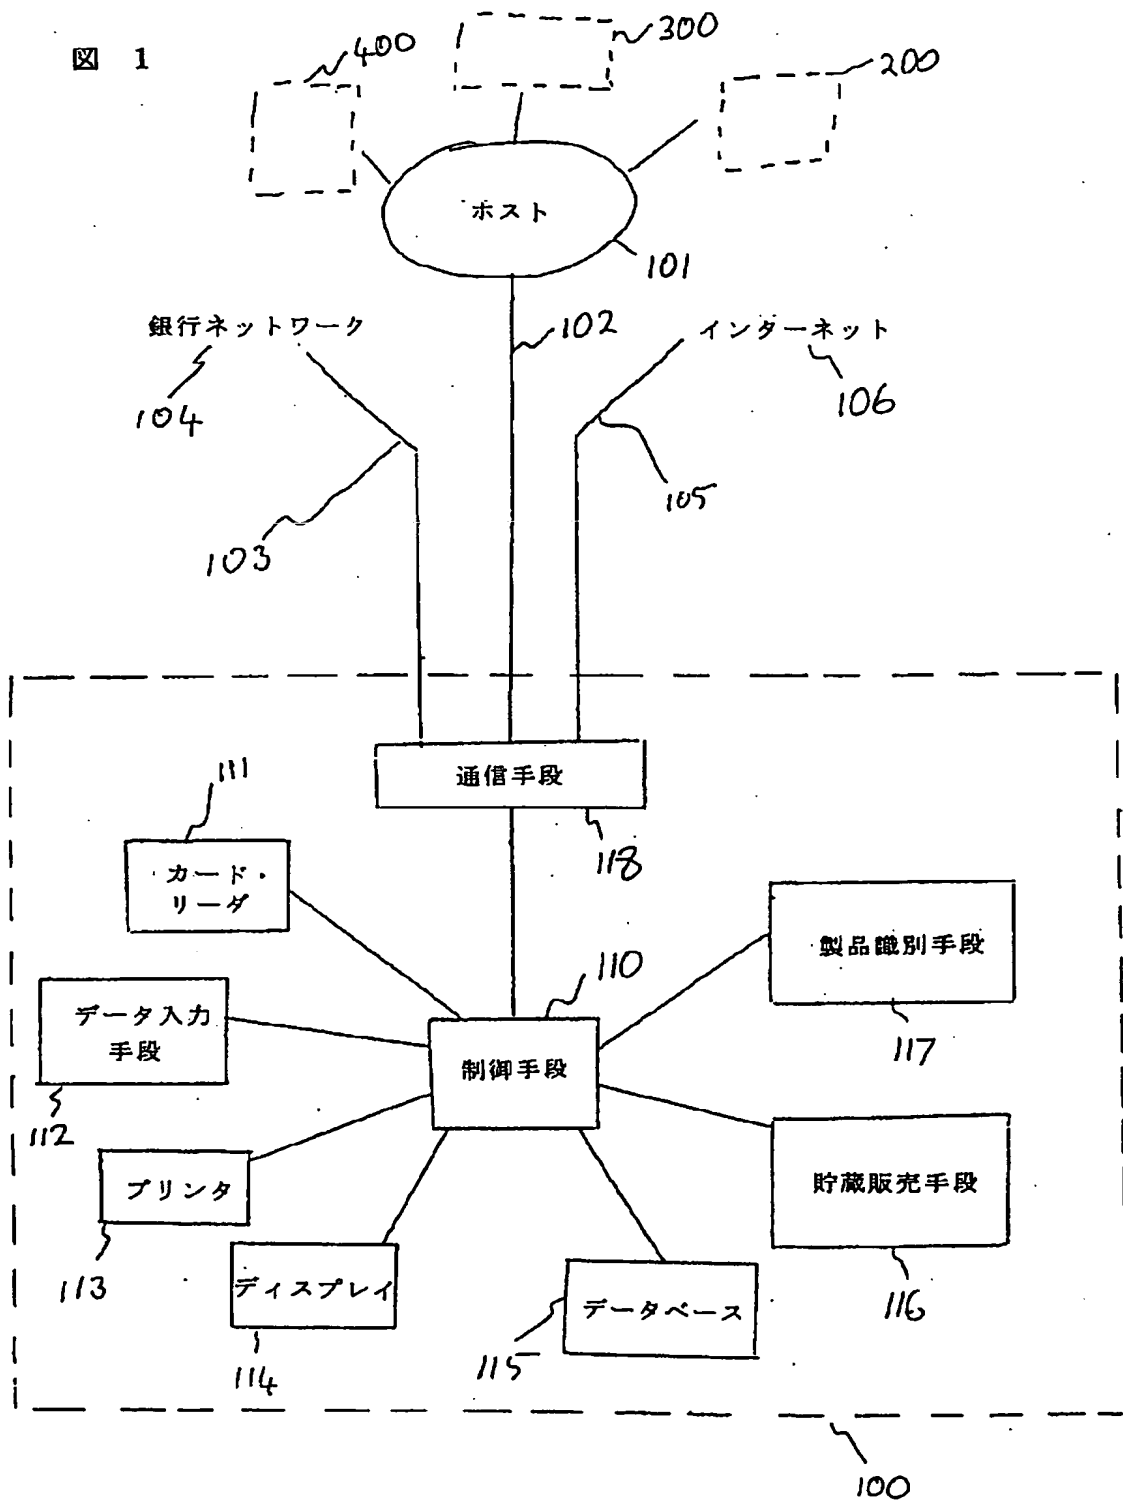 図 1
400
300
200
ホスト
101
銀行ネットワーク
104
102
インターネット
106
103
105
通信手段
118
111
カード・
リーダ
製品識別手段
117
110
制御手段
データ入力
手段
112
プリンタ
113
ディスプレイ
114
データベース
115
貯蔵販売手段
116
100